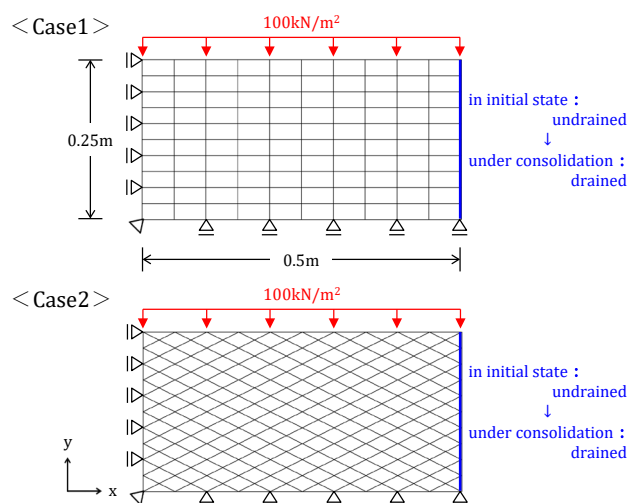 ＜Case1＞
100kN/m²
0.25m
in initial state：
undrained
↓
under consolidation：
drained
0.5m
＜Case2＞
100kN/m²
in initial state：
undrained
↓
under consolidation：
drained
y
x